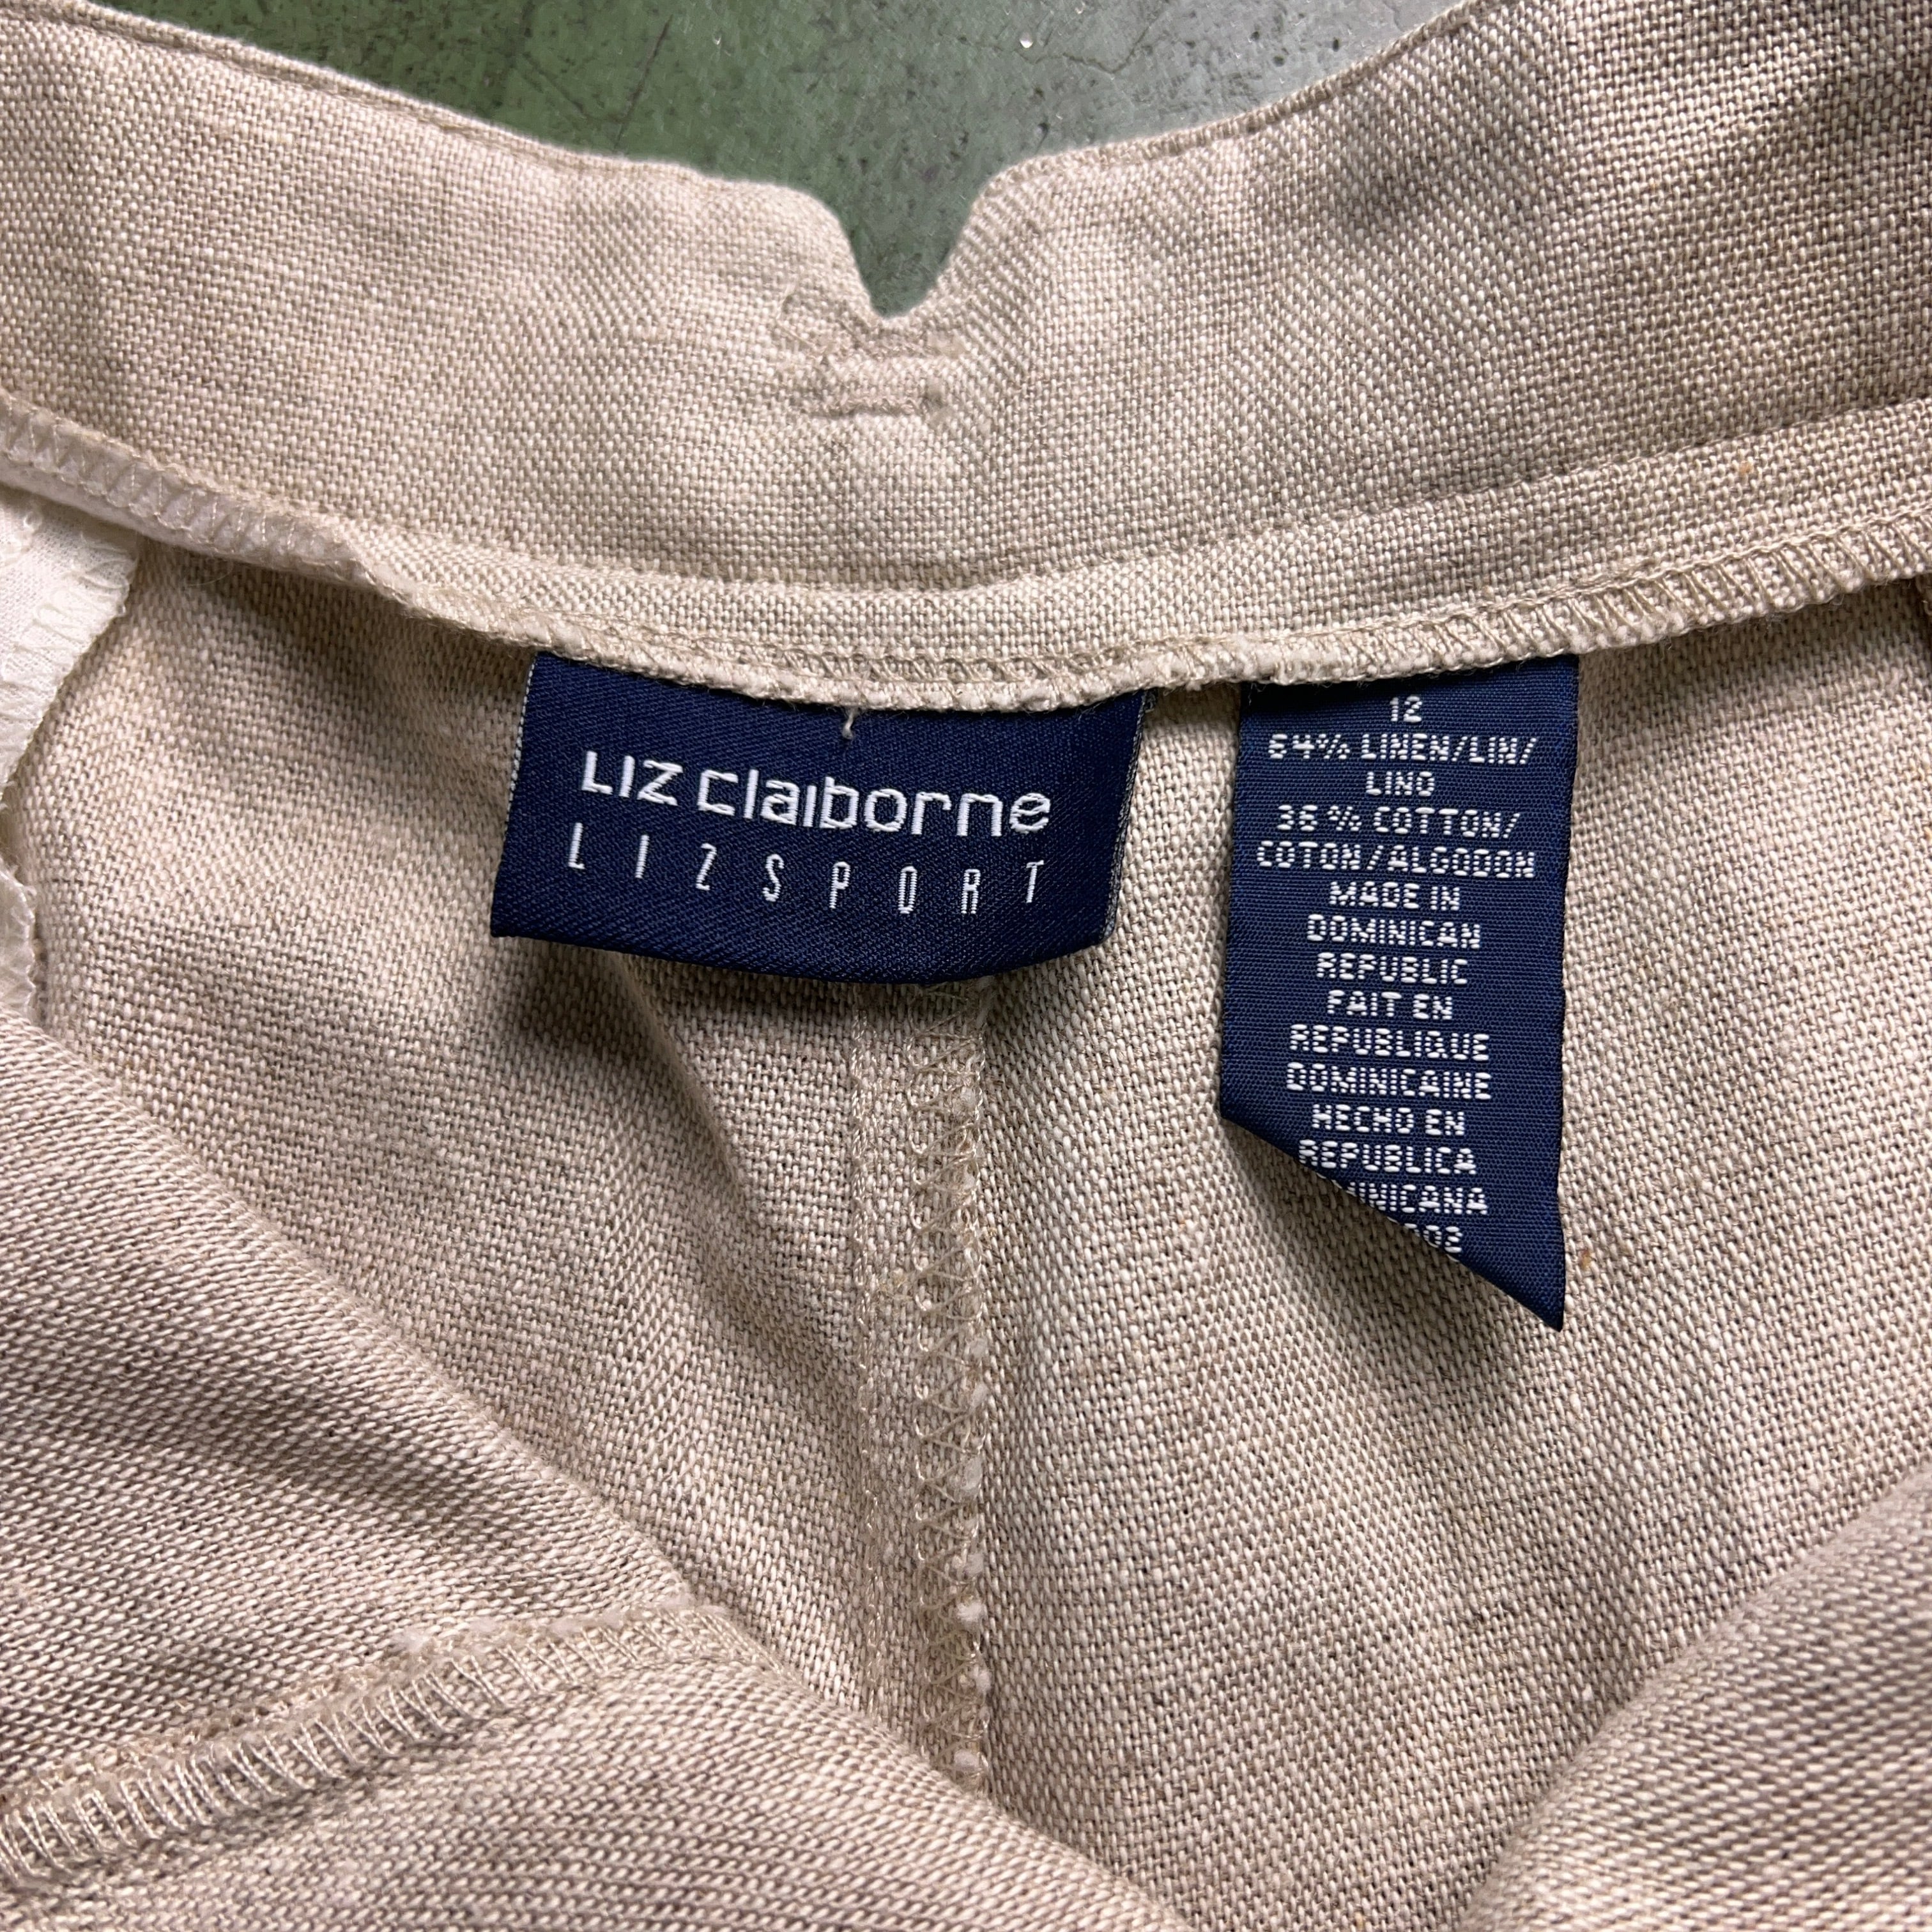 LIZ claiborne
LIZSPORT
12
64% LINEN/LIN/
LINO
36% COTTON/
COTON/ALGODON
MADE IN
DOMINICAN
REPUBLIC
FAIT EN
REPUBLIQUE
DOMINICAINE
HECHO EN
REPUBLICA